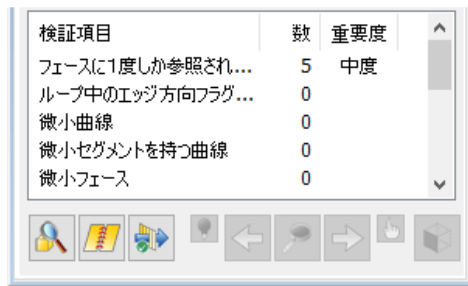 検証項目 数 重要度
フェースに1度しか参照され... 5 中度
ループ中のエッジ方向フラグ... 0
微小曲線 0
微小セグメントを持つ曲線 0
微小フェース 0